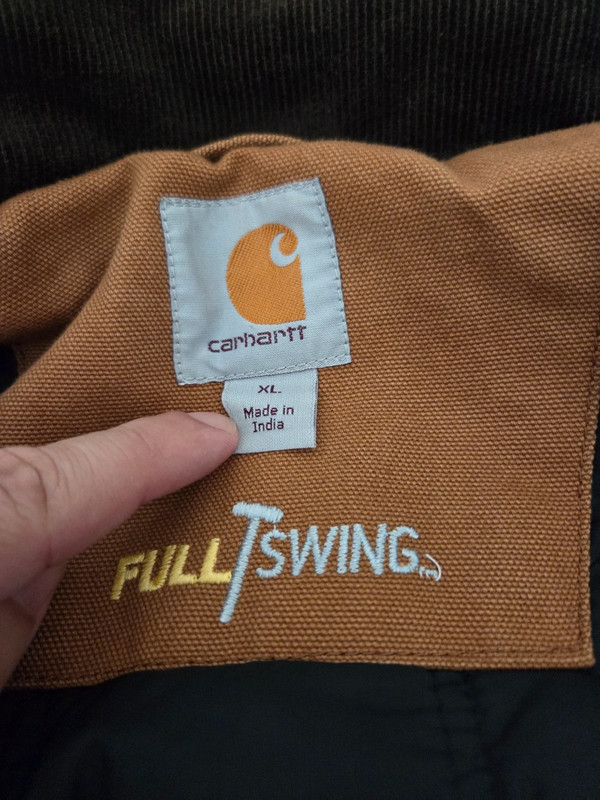 carhartt
XL
Made in
India
FULL SWING